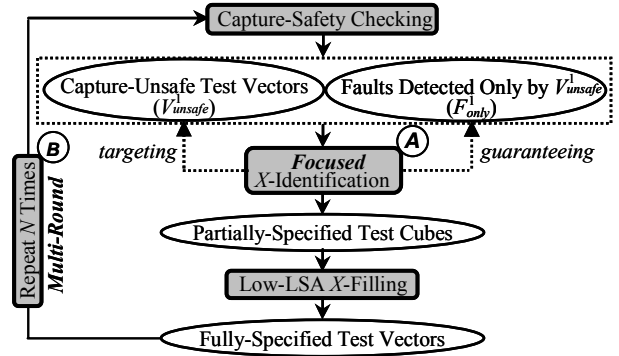 Capture-Safety Checking
Capture-Unsafe Test Vectors
(V¹unsafe)
Faults Detected Only by V¹unsafe
(F¹only)
A
B
targeting
Focused
X-Identification
guaranteeing
Repeat N Times
Multi-Round
Partially-Specified Test Cubes
Low-LSA X-Filling
Fully-Specified Test Vectors